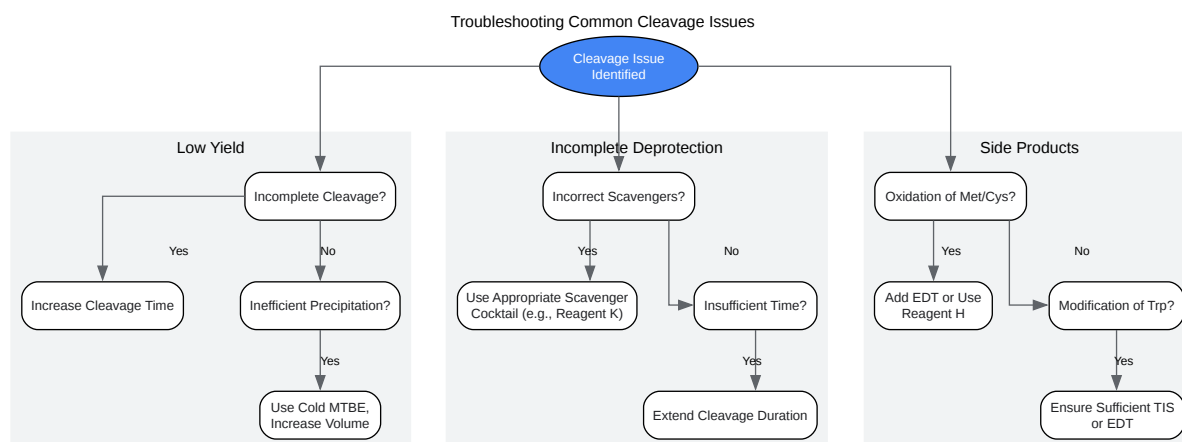 Troubleshooting Common Cleavage Issues
Cleavage Issue
Identified
Low Yield
Incomplete Cleavage?
Yes
No
Increase Cleavage Time
Inefficient Precipitation?
Yes
Use Cold MTBE,
Increase Volume
Incomplete Deprotection
Incorrect Scavengers?
Yes
No
Use Appropriate Scavenger
Cocktail (e.g., Reagent K)
Insufficient Time?
Yes
Extend Cleavage Duration
Side Products
Oxidation of Met/Cys?
Yes
No
Add EDT or Use
Reagent H
Modification of Trp?
Yes
Ensure Sufficient TIS
or EDT